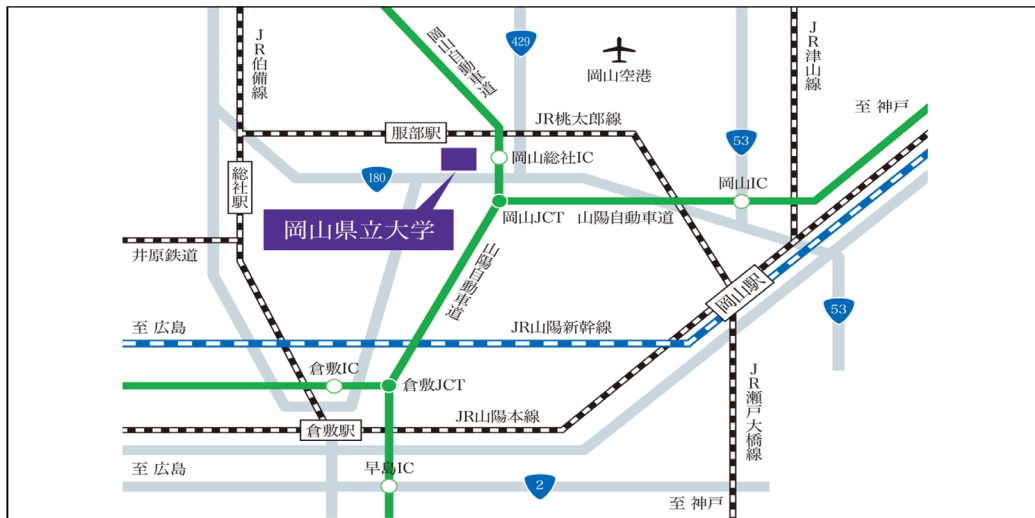 JR伯備線
岡山自動車道
429
岡山空港
JR津山線
至 神戸
JR桃太郎線
服部駅
岡山総社IC
53
180
総社駅
岡山IC
岡山県立大学
岡山JCT
山陽自動車道
井原鉄道
山陽自動車道
岡山駅
53
至 広島
JR山陽新幹線
倉敷IC
倉敷JCT
JR瀬戸大橋線
JR山陽本線
倉敷駅
至 広島
早島IC
2
至 神戸